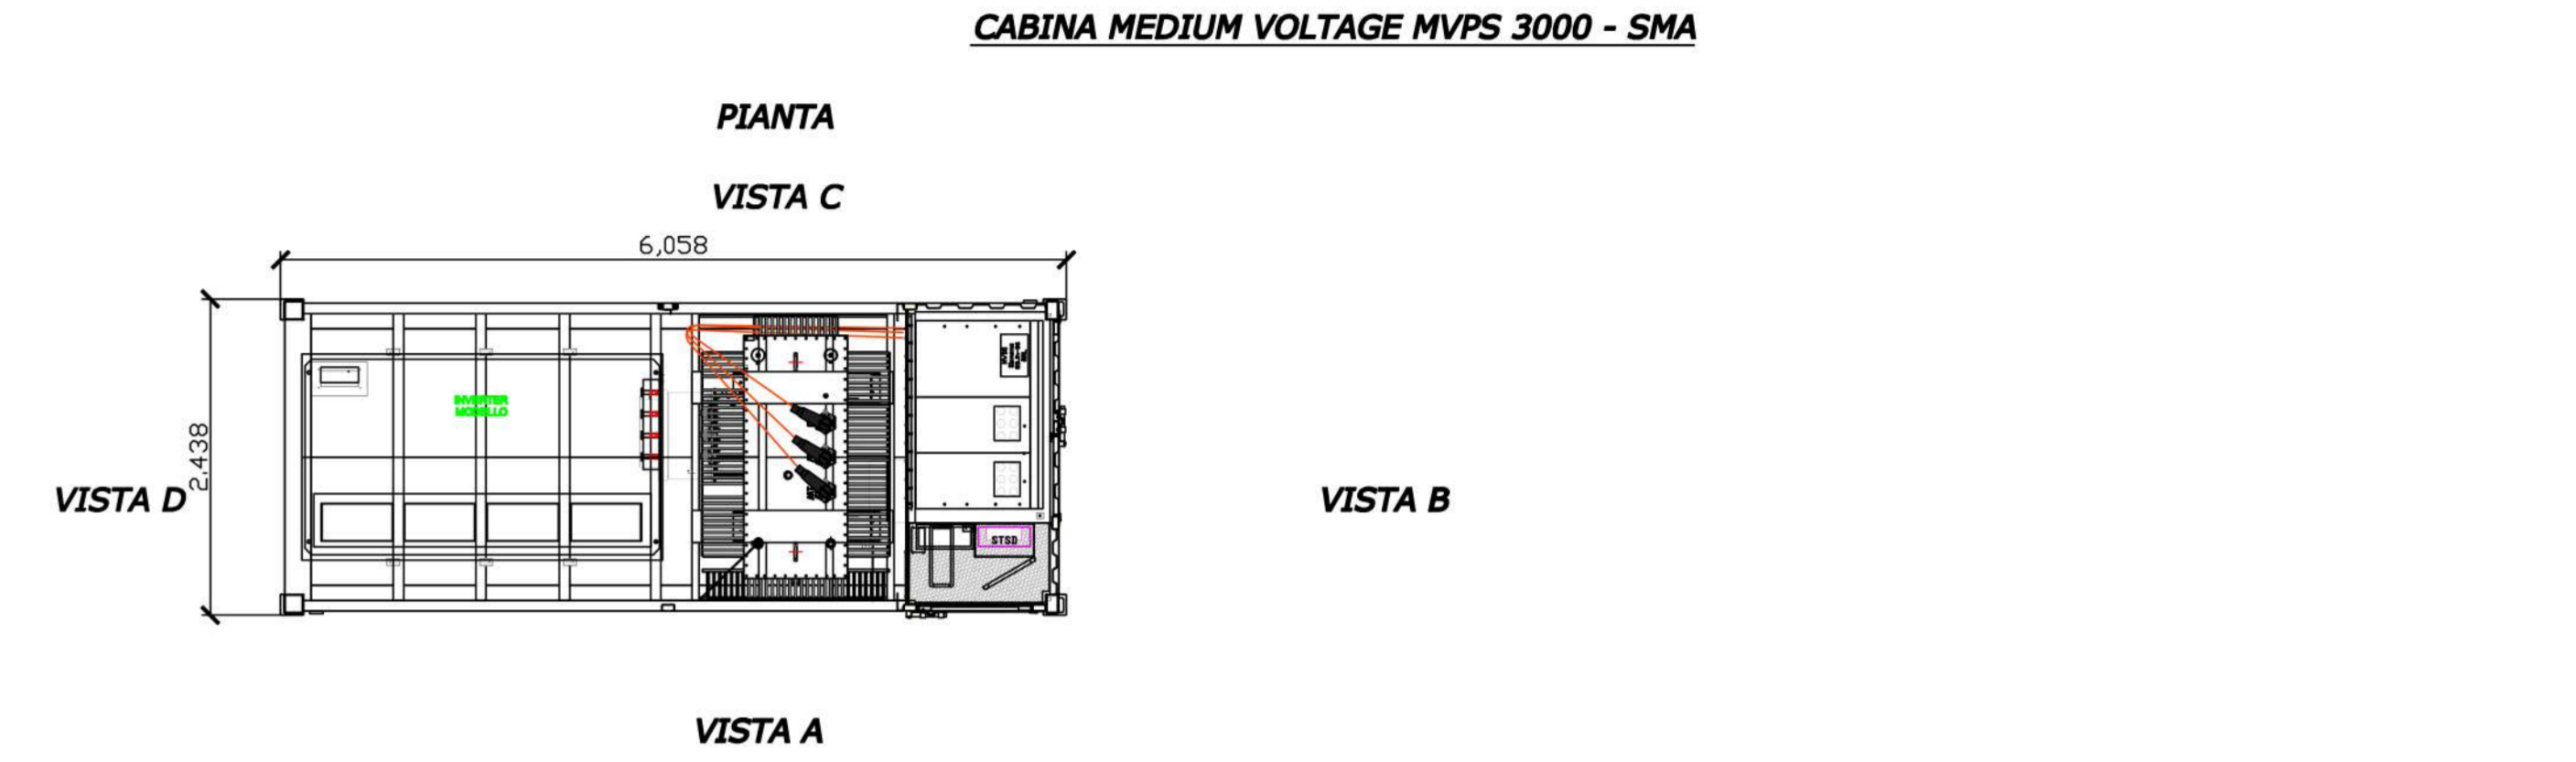 CABINA MEDIUM VOLTAGE MVPS 3000 - SMA
PIANTA
VISTA C
6,058
INVERTER
MODELLO
2,438
VISTA D
VISTA B
STSD
VISTA A